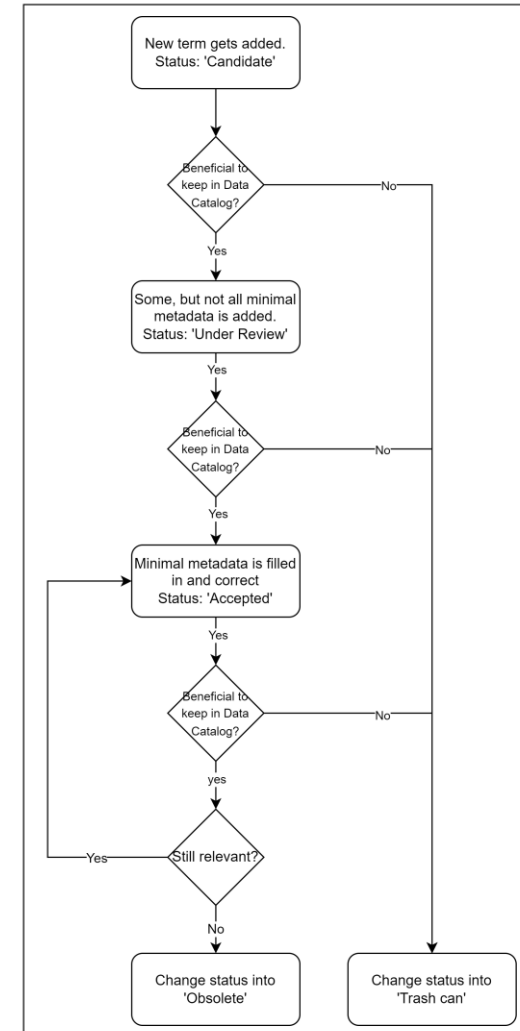 New term gets added.
Status: 'Candidate'
Beneficial to
keep in Data
Catalog?
No
Yes
Some, but not all minimal
metadata is added.
Status: 'Under Review'
Yes
Beneficial to
keep in Data
Catalog?
No
Yes
Minimal metadata is filled
in and correct
Status: 'Accepted'
Yes
Beneficial to
keep in Data
Catalog?
No
yes
Still relevant?
Yes
No
Change status into
'Obsolete'
Change status into
'Trash can'